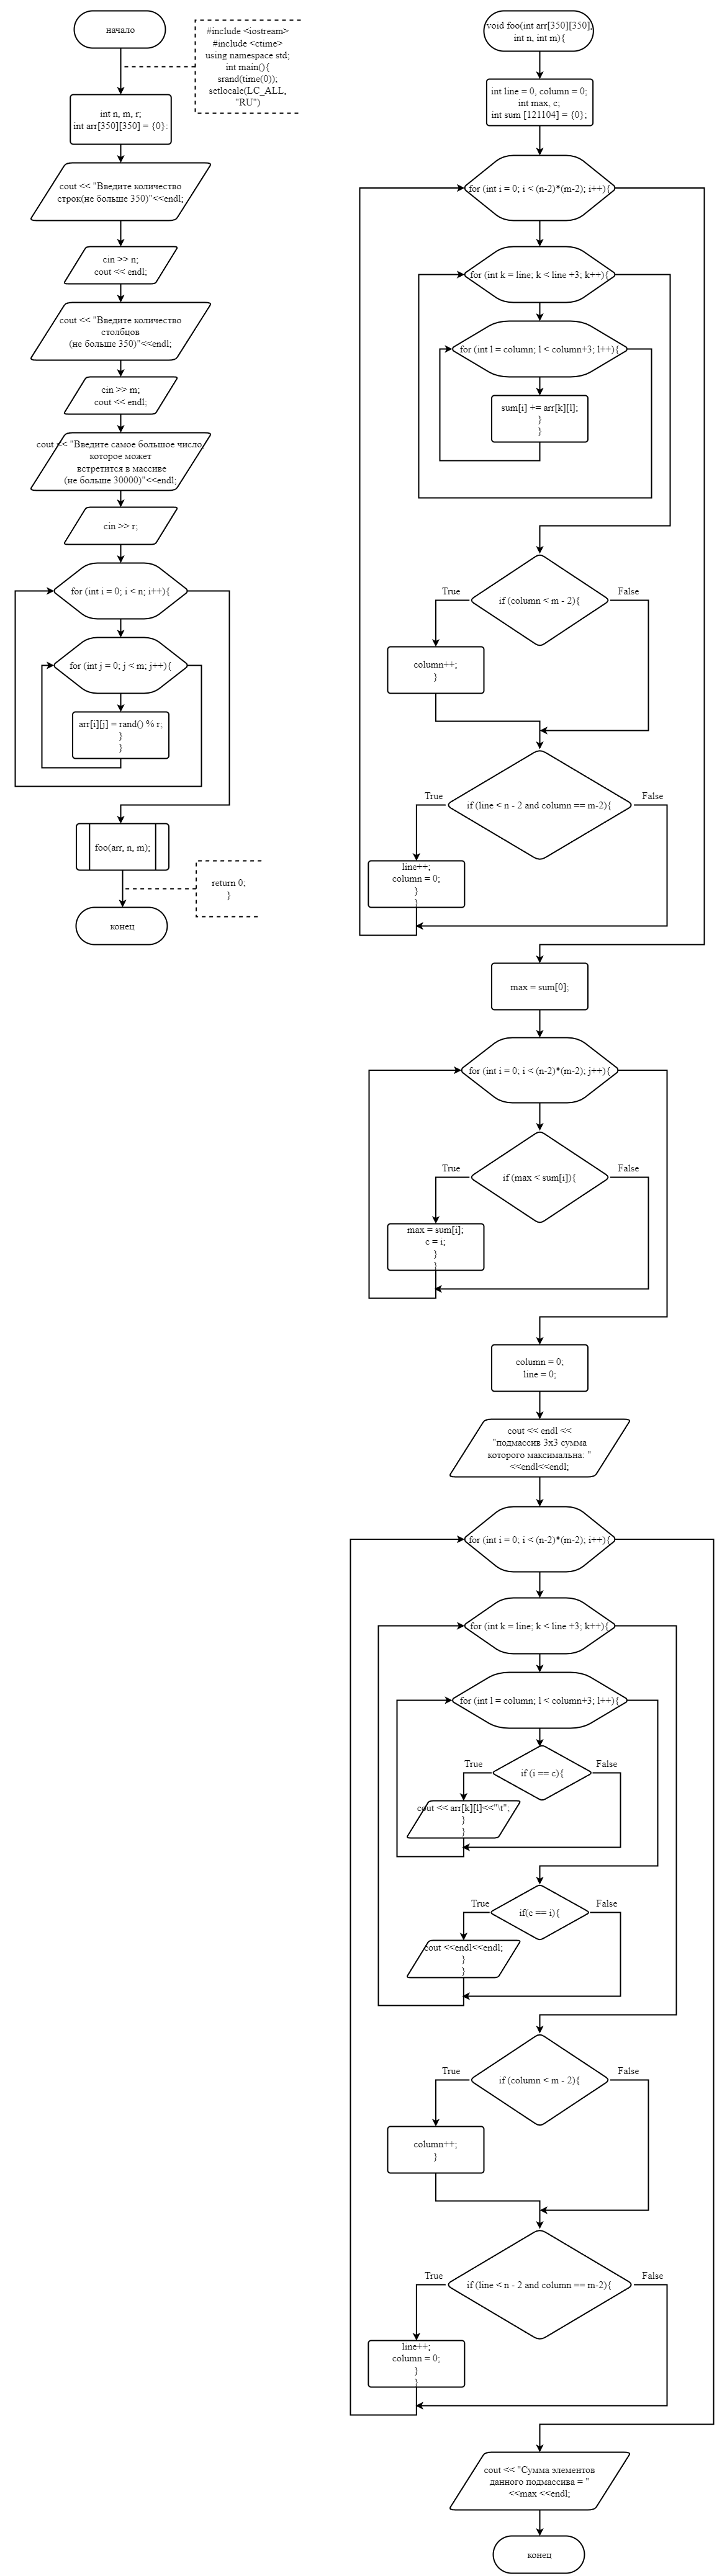 начало
#include <iostream>
#include <ctime>
using namespace std;
int main(){
srand(time(0));
setlocale(LC_ALL,
"RU")
int n, m, r;
int arr[350][350] = {0}:
cout << "Введите количество
строк(не больше 350)"<<endl;
cin >> n;
cout << endl;
cout << "Введите количество
столбцов
(не больше 350)"<<endl;
cin >> m;
cout << endl;
cout << "Введите самое большое число,
которое может
встретится в массиве
(не больше 30000)"<<endl;
cin >> r;
for (int i = 0; i < n; i++){
for (int j = 0; j < m; j++){
arr[i][j] = rand() % r;
}
}
foo(arr, n, m);
return 0;
}
конец
void foo(int arr[350][350],
int n, int m){
int line = 0, column = 0;
int max, c;
int sum [121104] = {0};
for (int i = 0; i < (n-2)*(m-2); i++){
for (int k = line; k < line +3; k++){
for (int l = column; l < column+3; l++){
sum[i] += arr[k][l];
}
}
if (column < m - 2){
True
False
column++;
}
if (line < n - 2 and column == m-2){
True
False
line++;
column = 0;
}
}
max = sum[0];
for (int i = 0; i < (n-2)*(m-2); j++){
if (max < sum[i]){
True
False
max = sum[i];
c = i;
}
}
column = 0;
line = 0;
cout << endl <<
"подмассив 3x3 сумма
которого максимальна: "
<<endl<<endl;
for (int i = 0; i < (n-2)*(m-2); i++){
for (int k = line; k < line +3; k++){
for (int l = column; l < column+3; l++){
if (i == c){
True
False
cout << arr[k][l]<<"\t";
}
}
if(c == i){
True
False
cout <<endl<<endl;
}
}
if (column < m - 2){
True
False
column++;
}
if (line < n - 2 and column == m-2){
True
False
line++;
column = 0;
}
}
cout << "Сумма элементов
данного подмассива = "
<<max <<endl;
конец